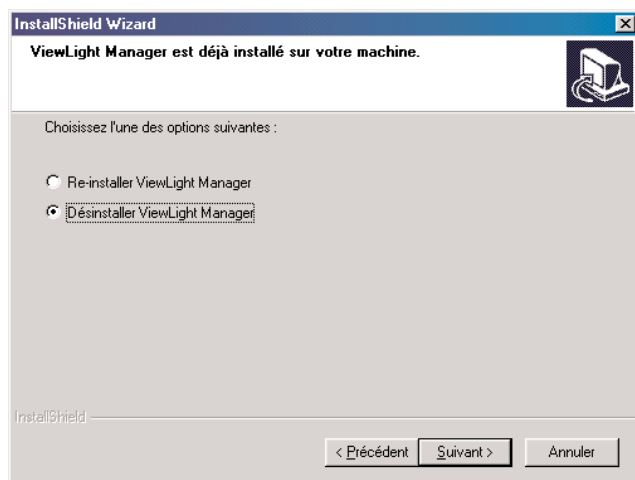 InstallShield Wizard
ViewLight Manager est déjà installé sur votre machine.
Choisissez l'une des options suivantes :
Re-installer ViewLight Manager
Désinstaller ViewLight Manager
InstallShield
< Précédent Suivant > Annuler